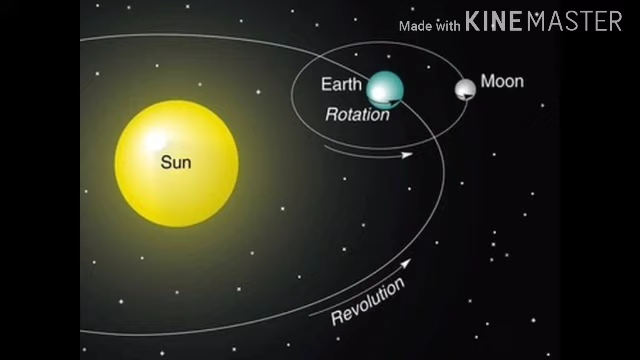 Made with KINEMASTER
Earth
Moon
Rotation
Sun
Revolution